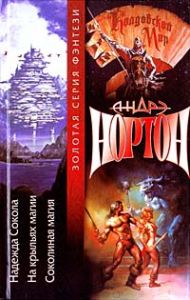 Колдовской
Мир
АНДРЭ
НОРТОН
ЗОЛОТАЯ СЕРИЯ ФЭНТЕЗИ
Надежда Сокола
На крыльях магии
Соколиная магия